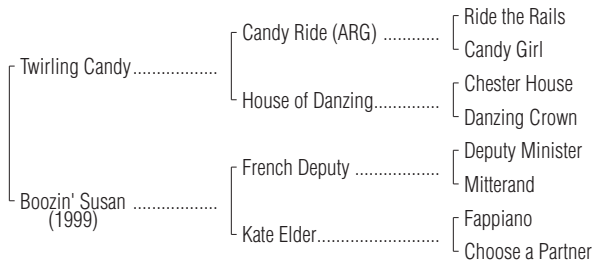 Ride the Rails
Candy Ride (ARG) ............
Candy Girl
Twirling Candy..................
Chester House
House of Danzing..............
Danzing Crown
Deputy Minister
French Deputy ..................
Mitterand
Boozin' Susan ..................
(1999)
Fappiano
Kate Elder..........................
Choose a Partner